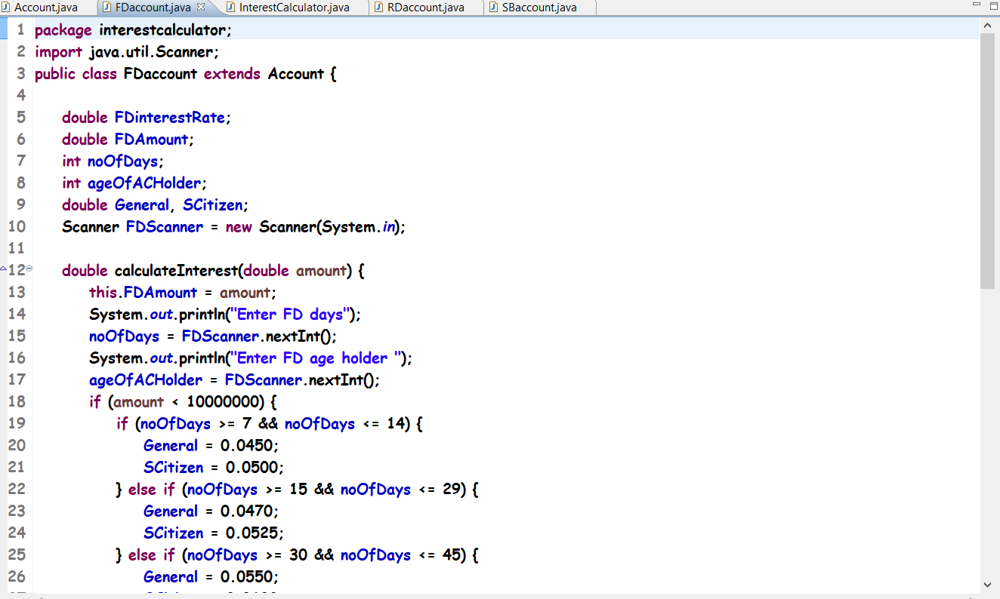 Account.java FDaccount.java InterestCalculator.java RDaccount.java SBaccount.java
1 package interestcalculator;
2 import java.util.Scanner;
3 public class FDaccount extends Account {
4
5 double FDinterestRate;
6 double FDAmount;
7 int noOfDays;
8 int ageOfACHolder;
9 double General, SCitizen;
10 Scanner FDScanner = new Scanner(System.in);
11
12 double calculateInterest(double amount) {
13 this.FDAmount = amount;
14 System.out.println("Enter FD days");
15 noOfDays = FDScanner.nextInt();
16 System.out.println("Enter FD age holder ");
17 ageOfACHolder = FDScanner.nextInt();
18 if (amount < 10000000) {
19 if (noOfDays >= 7 && noOfDays <= 14) {
20 General = 0.0450;
21 SCitizen = 0.0500;
22 } else if (noOfDays >= 15 && noOfDays <= 29) {
23 General = 0.0470;
24 SCitizen = 0.0525;
25 } else if (noOfDays >= 30 && noOfDays <= 45) {
26 General = 0.0550;